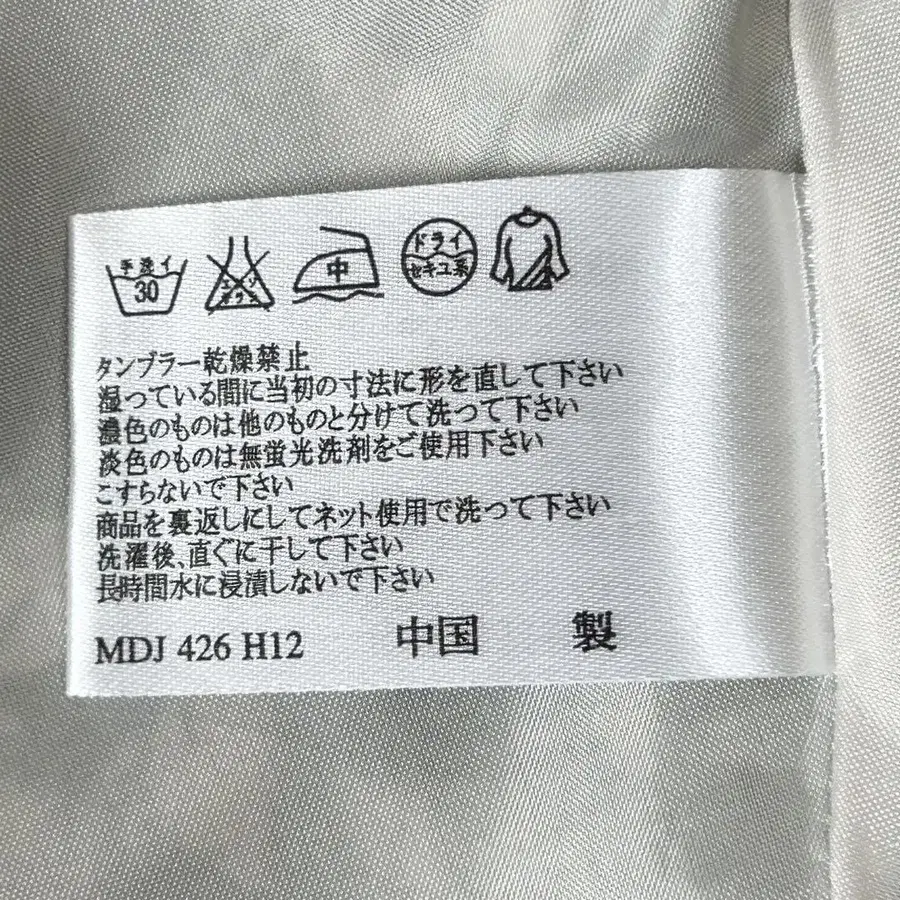 手洗イ
30
エンソ
サラシ
中
ドライ
セキユ系
タンブラー乾燥禁止
湿っている間に当初の寸法に形を直して下さい
濃色のものは他のものと分けて洗って下さい
淡色のものは無蛍光洗剤をご使用下さい
こすらないで下さい
商品を裏返しにしてネット使用で洗って下さい
洗濯後、直ぐに干して下さい
長時間水に浸漬しないで下さい
MDJ 426 H12 中国 製